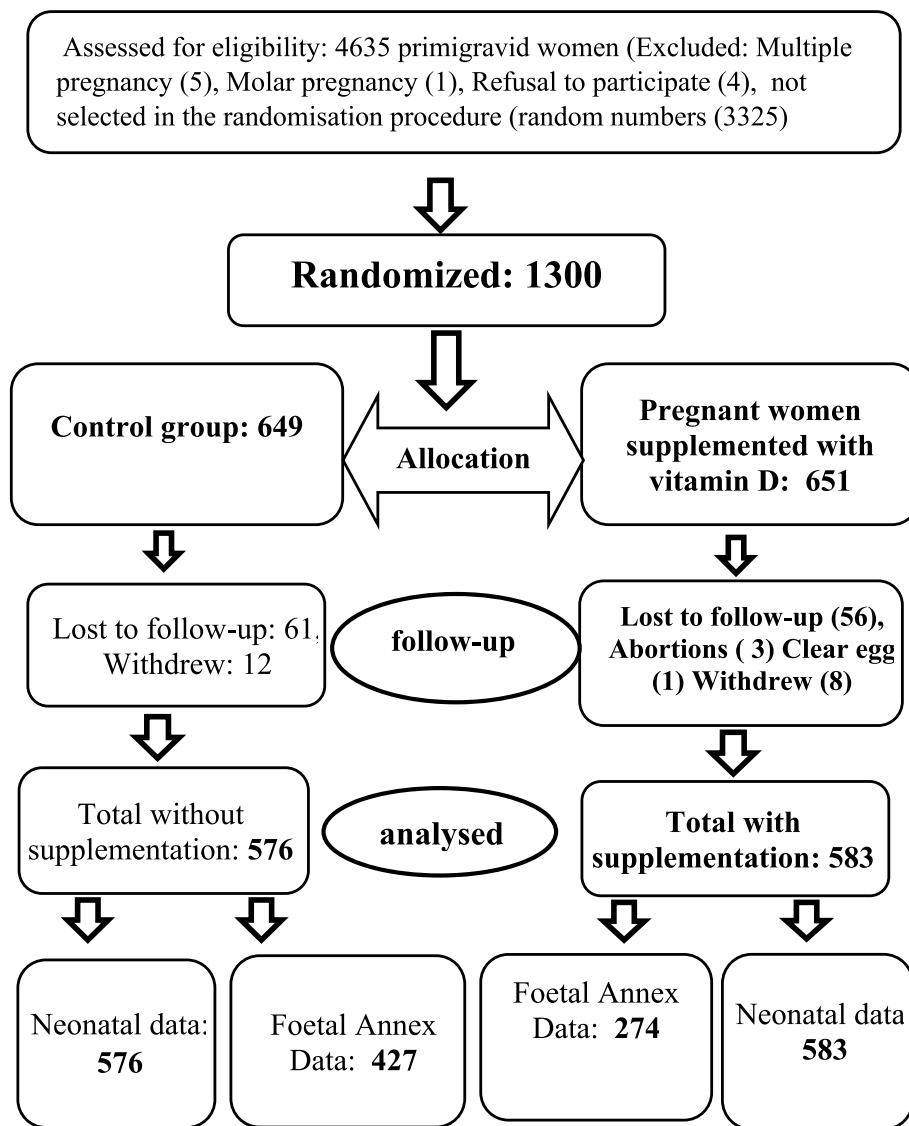 Assessed for eligibility: 4635 primigravid women (Excluded: Multiple
pregnancy (5), Molar pregnancy (1), Refusal to participate (4), not
selected in the randomisation procedure (random numbers (3325)
Randomized: 1300
Control group: 649
Allocation
Pregnant women
supplemented with
vitamin D: 651
Lost to follow-up: 61,
Withdrew: 12
follow-up
Lost to follow-up (56),
Abortions ( 3) Clear egg
(1) Withdrew (8)
Total without
supplementation: 576
analysed
Total with
supplementation: 583
Neonatal data:
576
Foetal Annex
Data: 427
Foetal Annex
Data: 274
Neonatal data
583